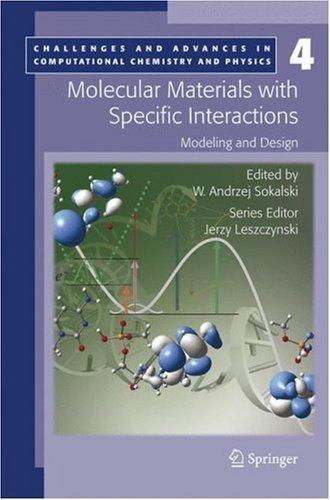 CHALLENGES AND ADVANCES IN
COMPUTATIONAL CHEMISTRY AND PHYSICS
4
Molecular Materials with
Specific Interactions
Modeling and Design
Edited by
W. Andrzej Sokalski
Series Editor
Jerzy Leszczynski
Springer